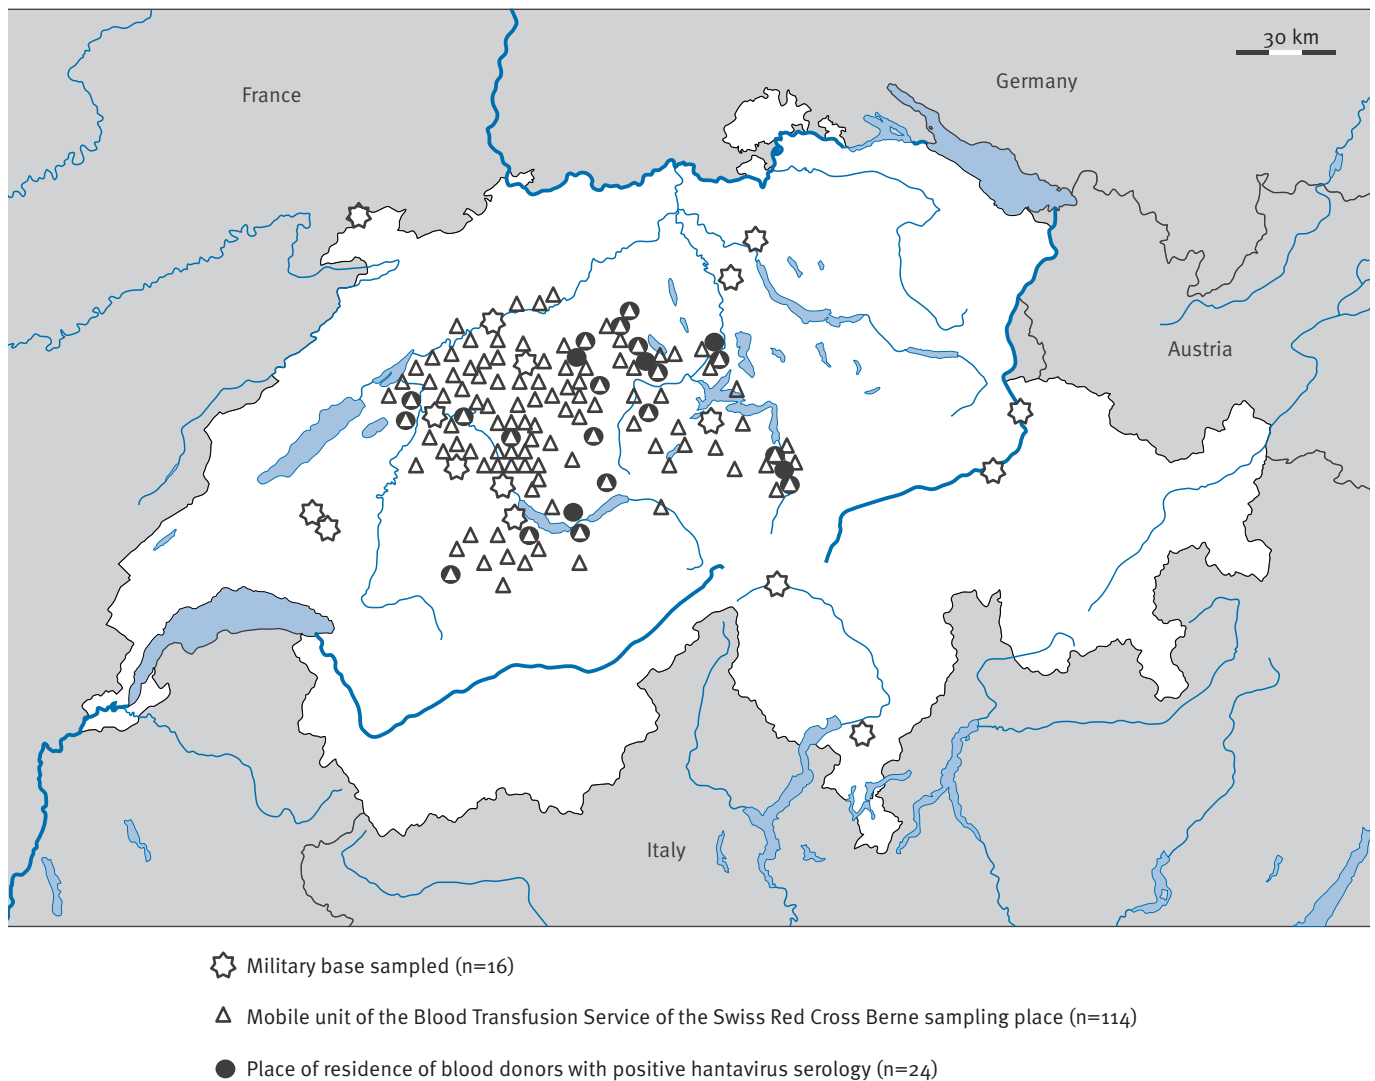 30 km
France
Germany
Austria
Italy
Military base sampled (n=16)
Mobile unit of the Blood Transfusion Service of the Swiss Red Cross Berne sampling place (n=114)
Place of residence of blood donors with positive hantavirus serology (n=24)